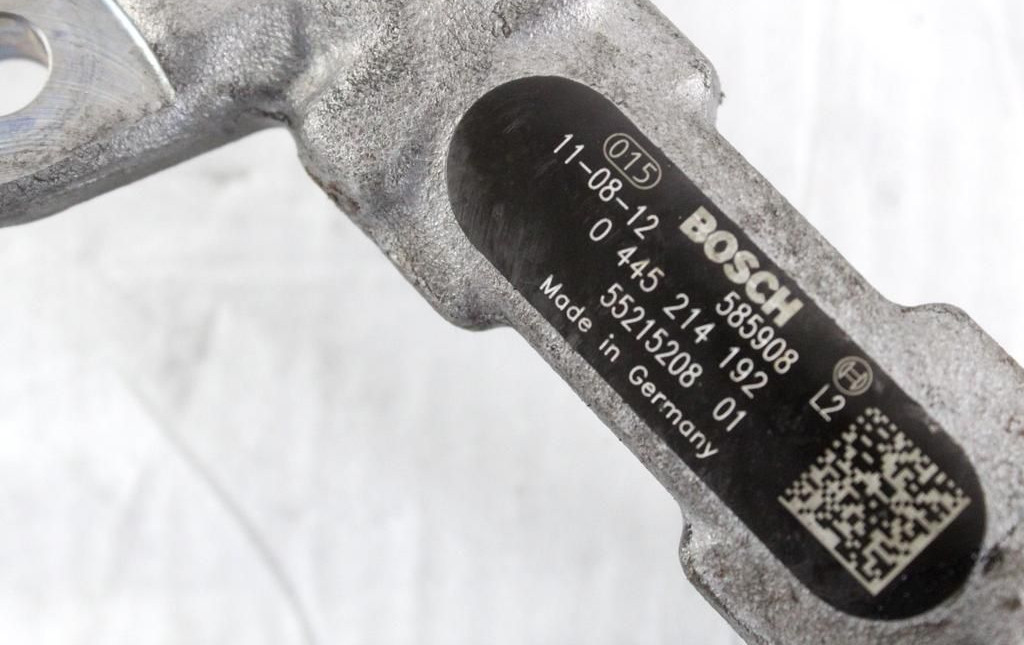 015
BOSCH
11-08-12 585908 L2
0 445 214 192
55215208 01
Made in Germany